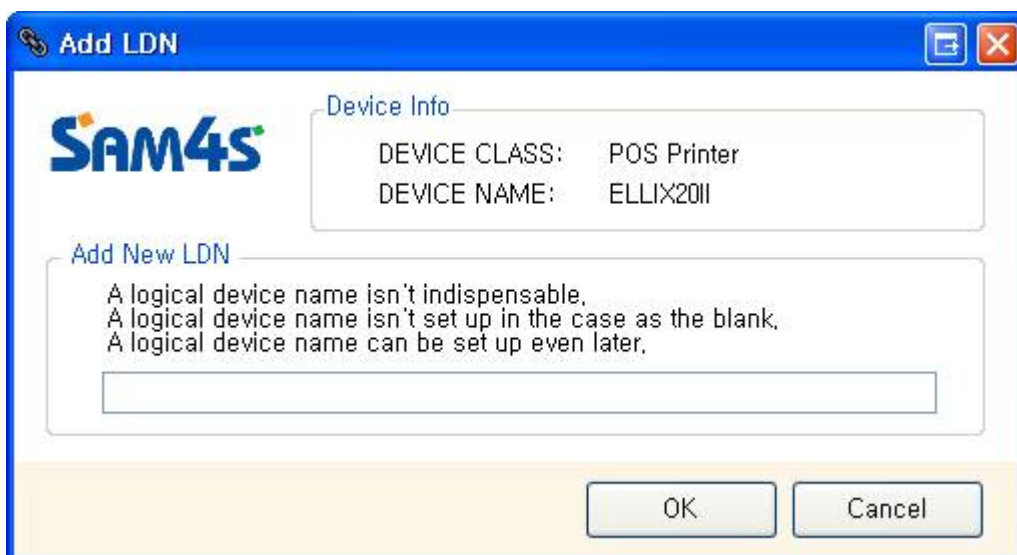 Add LDN
SAM4S
Device Info
DEVICE CLASS: POS Printer
DEVICE NAME: ELLIX20II
Add New LDN
A logical device name isn't indispensable.
A logical device name isn't set up in the case as the blank.
A logical device name can be set up even later.
OK Cancel